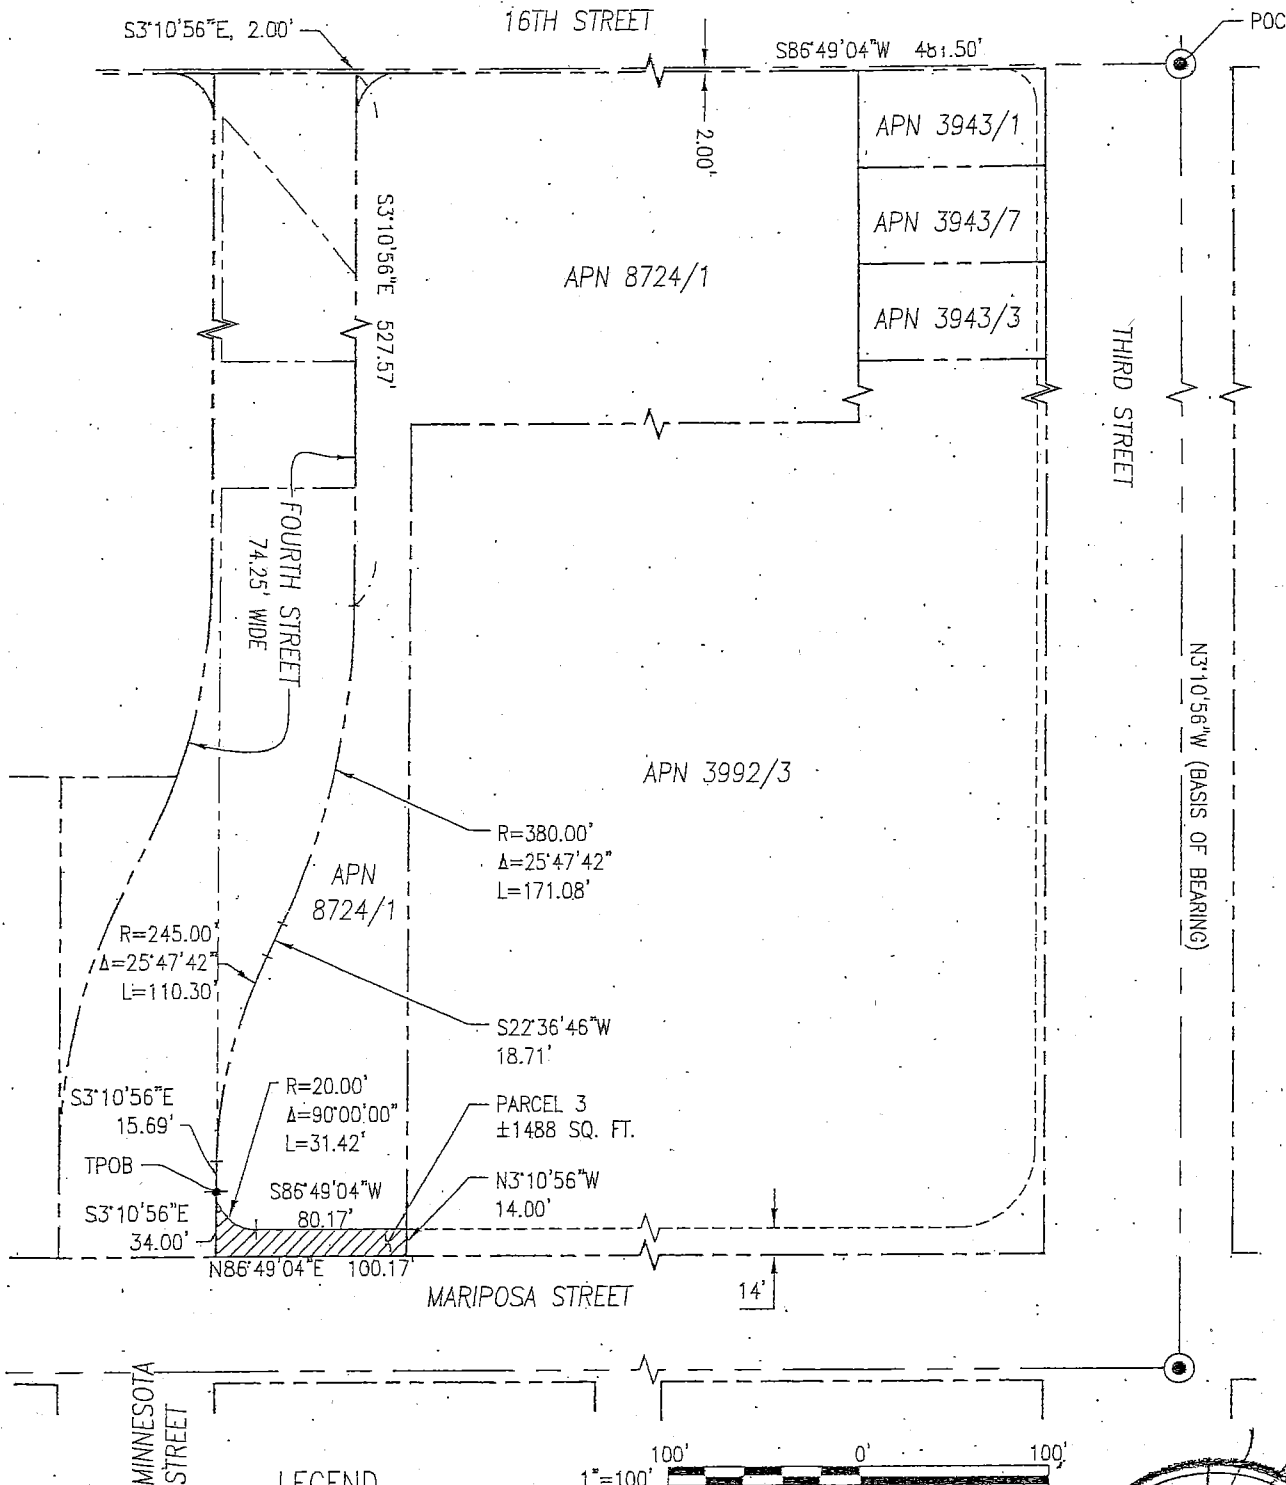 16TH STREET
S3°10'56"E, 2.00'
S86°49'04"W 481.50'
POC
2.00'
APN 3943/1
APN 3943/7
APN 3943/3
S3°10'56"E 527.57'
APN 8724/1
THIRD STREET
FOURTH STREET
74.25' WIDE
N3°10'56"W (BASIS OF BEARING)
APN 3992/3
R=380.00'
Δ=25°47'42"
L=171.08'
APN
8724/1
R=245.00'
Δ=25°47'42"
L=110.30'
S22°36'46"W
18.71'
S3°10'56"E
15.69'
R=20.00'
Δ=90°00'00"
L=31.42'
PARCEL 3
±1488 SQ. FT.
TPOB
S86°49'04"W
80.17'
N3°10'56"W
14.00'
S3°10'56"E
34.00'
N86°49'04"E 100.17'
MARIPOSA STREET
14'
MINNESOTA
STREET
LEGEND
100' 0' 100'
1"=100'